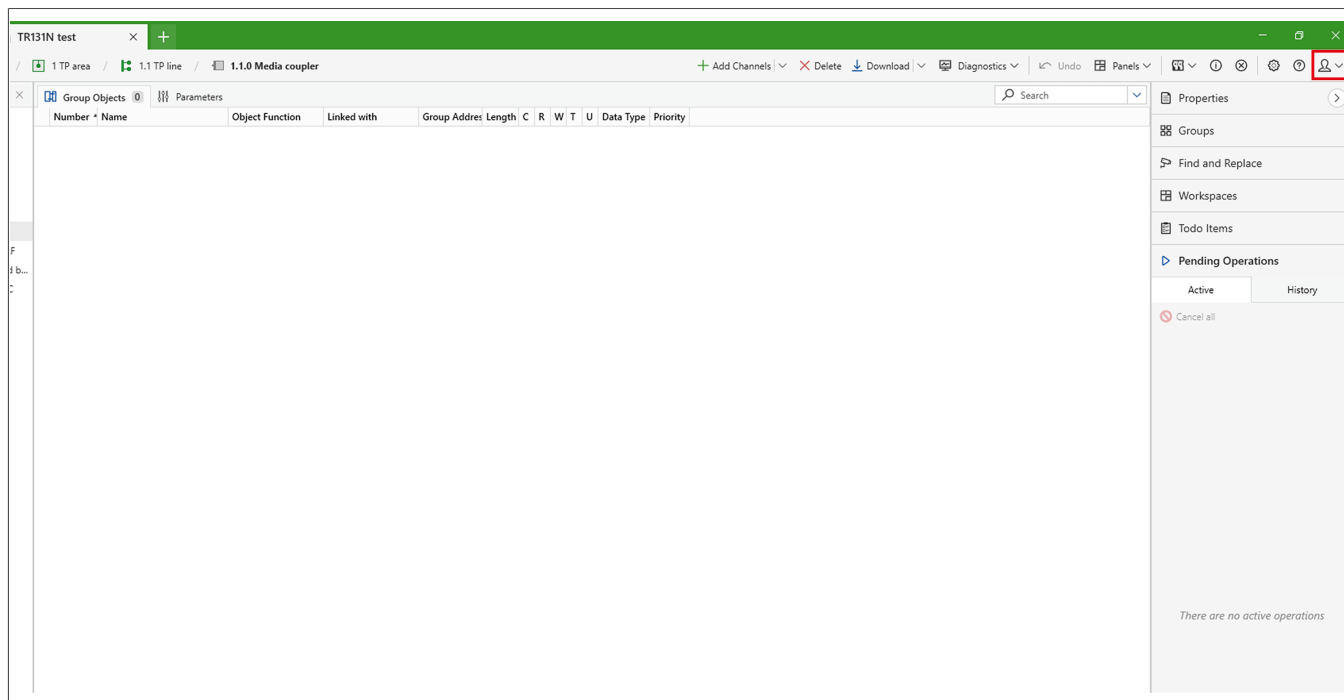 TR131N test
/ 1 TP area / 1.1 TP line / 1.1.0 Media coupler Add Channels Delete Download Diagnostics Undo Panels
Group Objects 0 Parameters Search
Number Name Object Function Linked with Group Addres Length C R W T U Data Type Priority
Properties
Groups
Find and Replace
Workspaces
Todo Items
F
Pending Operations
d b...
Active History
Cancel all
There are no active operations